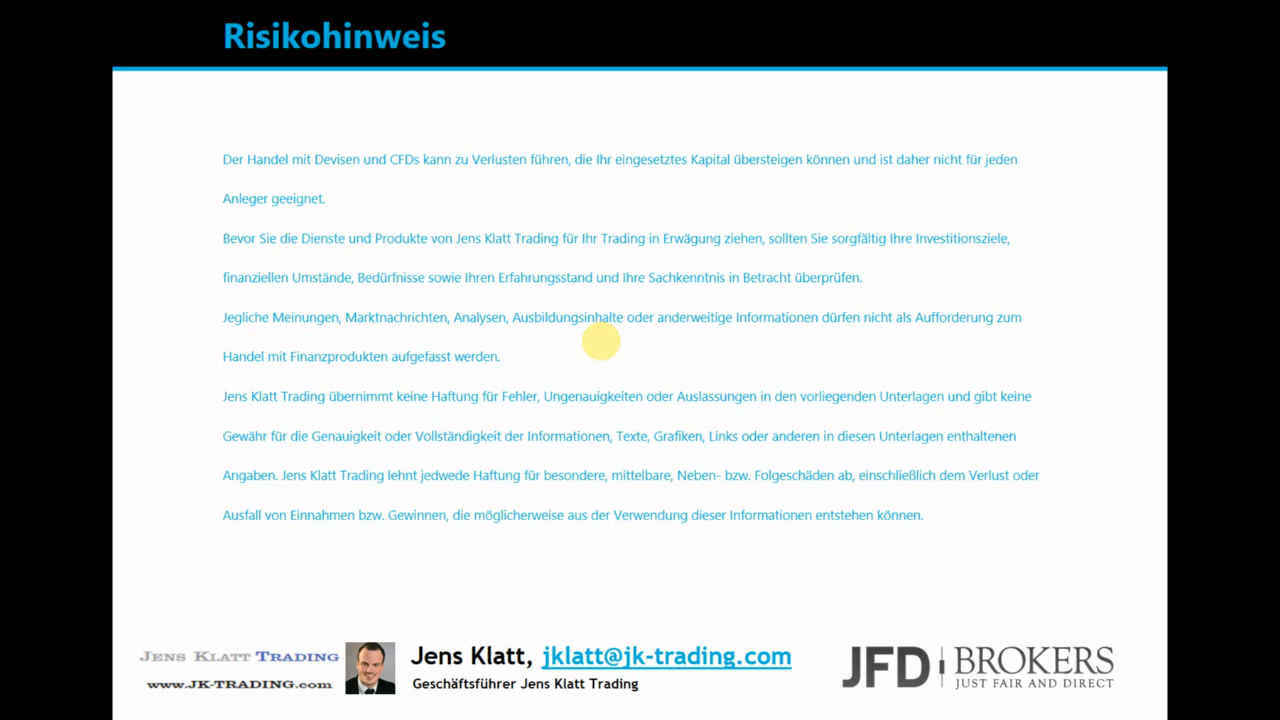 Risikohinweis
Der Handel mit Devisen und CFDs kann zu Verlusten führen, die Ihr eingesetztes Kapital übersteigen können und ist daher nicht für jeden
Anleger geeignet.
Bevor Sie die Dienste und Produkte von Jens Klatt Trading für Ihr Trading in Erwägung ziehen, sollten Sie sorgfältig Ihre Investitionsziele,
finanziellen Umstände, Bedürfnisse sowie Ihren Erfahrungsstand und Ihre Sachkenntnis in Betracht überprüfen.
Jegliche Meinungen, Marktnachrichten, Analysen, Ausbildungsinhalte oder anderweitige Informationen dürfen nicht als Aufforderung zum
Handel mit Finanzprodukten aufgefasst werden.
Jens Klatt Trading übernimmt keine Haftung für Fehler, Ungenauigkeiten oder Auslassungen in den vorliegenden Unterlagen und gibt keine
Gewähr für die Genauigkeit oder Vollständigkeit der Informationen, Texte, Grafiken, Links oder anderen in diesen Unterlagen enthaltenen
Angaben. Jens Klatt Trading lehnt jedwede Haftung für besondere, mittelbare, Neben- bzw. Folgeschäden ab, einschließlich dem Verlust oder
Ausfall von Einnahmen bzw. Gewinnen, die möglicherweise aus der Verwendung dieser Informationen entstehen können.
JENS KLATT TRADING
www.JK-TRADING.com
Jens Klatt, jklatt@jk-trading.com
Geschäftsführer Jens Klatt Trading
JFD BROKERS
JUST FAIR AND DIRECT